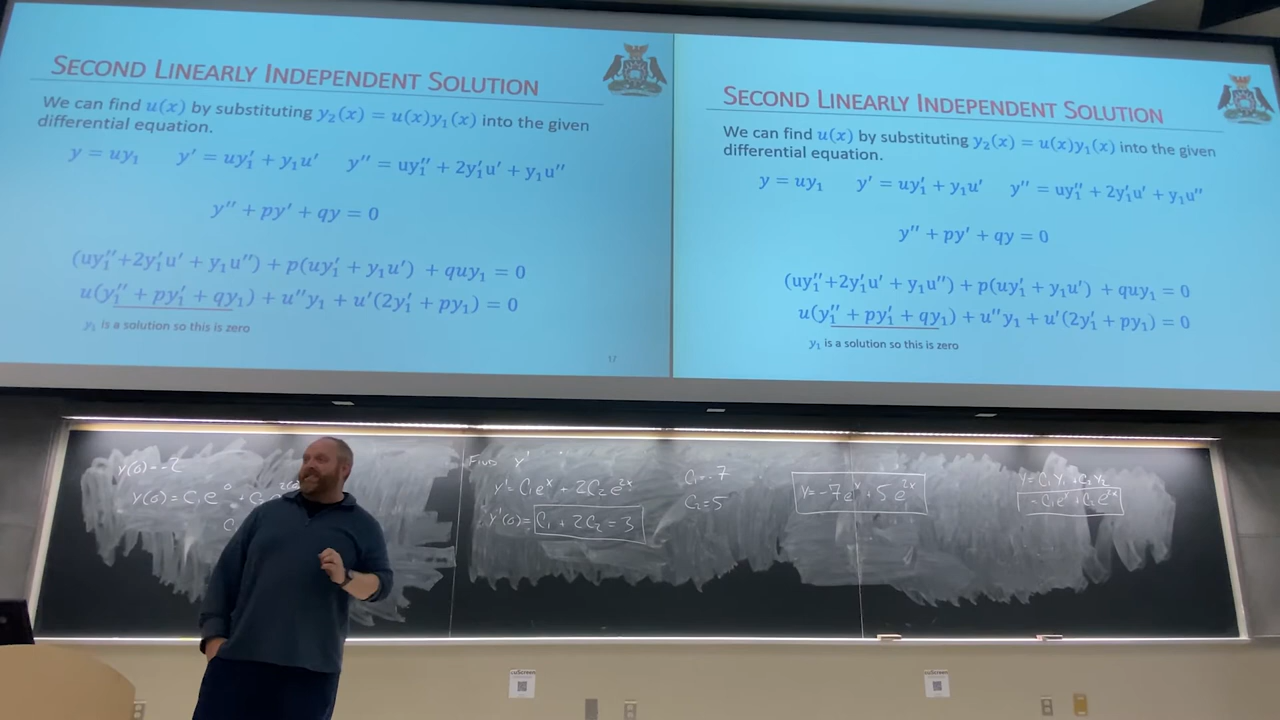 SECOND LINEARLY INDEPENDENT SOLUTION
We can find u(x) by substituting y₂(x) = u(x)y₁(x) into the given
differential equation.
y = uy₁ y′ = uy₁′ + y₁u′ y″ = uy₁″ + 2y₁′u′ + y₁u″
y″ + py′ + qy = 0
(uy₁″+2y₁′u′ + y₁u″) + p(uy₁′ + y₁u′) + quy₁ = 0
u(y₁″ + py₁′ + qy₁) + u″y₁ + u′(2y₁′ + py₁) = 0
y₁ is a solution so this is zero
17
SECOND LINEARLY INDEPENDENT SOLUTION
We can find u(x) by substituting y₂(x) = u(x)y₁(x) into the given
differential equation.
y = uy₁ y′ = uy₁′ + y₁u′ y″ = uy₁″ + 2y₁′u′ + y₁u″
y″ + py′ + qy = 0
(uy₁″+2y₁′u′ + y₁u″) + p(uy₁′ + y₁u′) + quy₁ = 0
u(y₁″ + py₁′ + qy₁) + u″y₁ + u′(2y₁′ + py₁) = 0
y₁ is a solution so this is zero
y(0)=-2
y(0)=C₁e⁰ + C₂
Find y'
y'=C₁eˣ + 2C₂e²ˣ
y'(0)=C₁ + 2C₂ = 3
C₁=-7
C₂=5
y=-7eˣ+5e²ˣ
y=C₁y₁+C₂y₂
=C₁eˣ+C₂e²ˣ